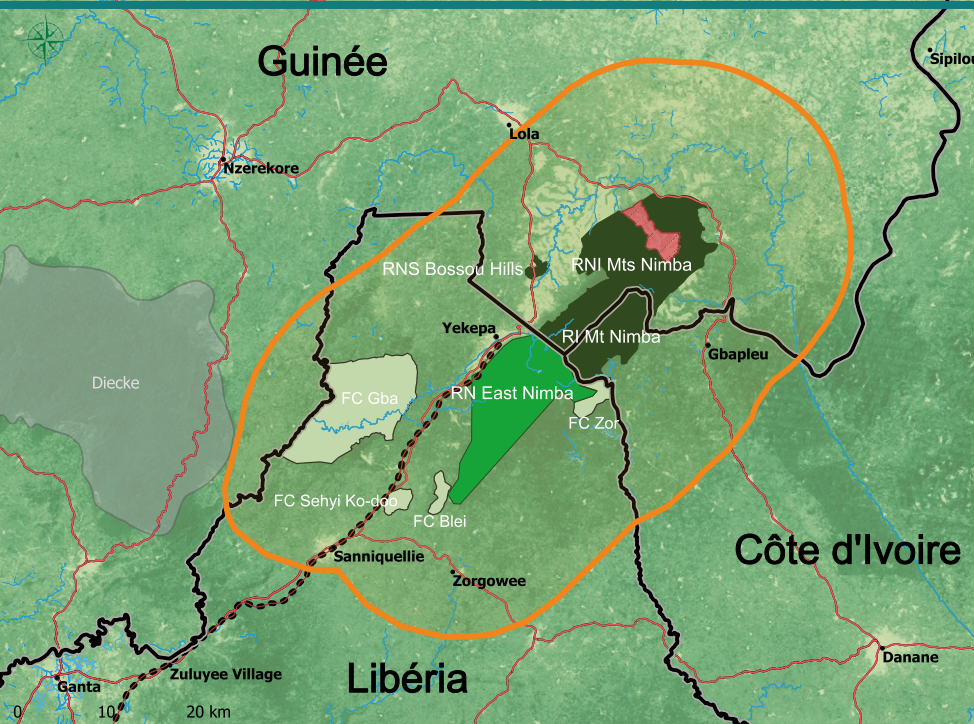 Guinée
Sipilou
Lola
Nzerekore
RNS Bossou Hills
RNI Mts Nimba
Yekepa
RI Mt Nimba
Gbapleu
Diecke
FC Gba
RN East Nimba
FC Zor
FC Sehyi Ko-doo
FC Blei
Sanniquellie
Côte d'Ivoire
Zorgowee
Danane
Zuluyee Village
Libéria
Ganta
0 10 20 km